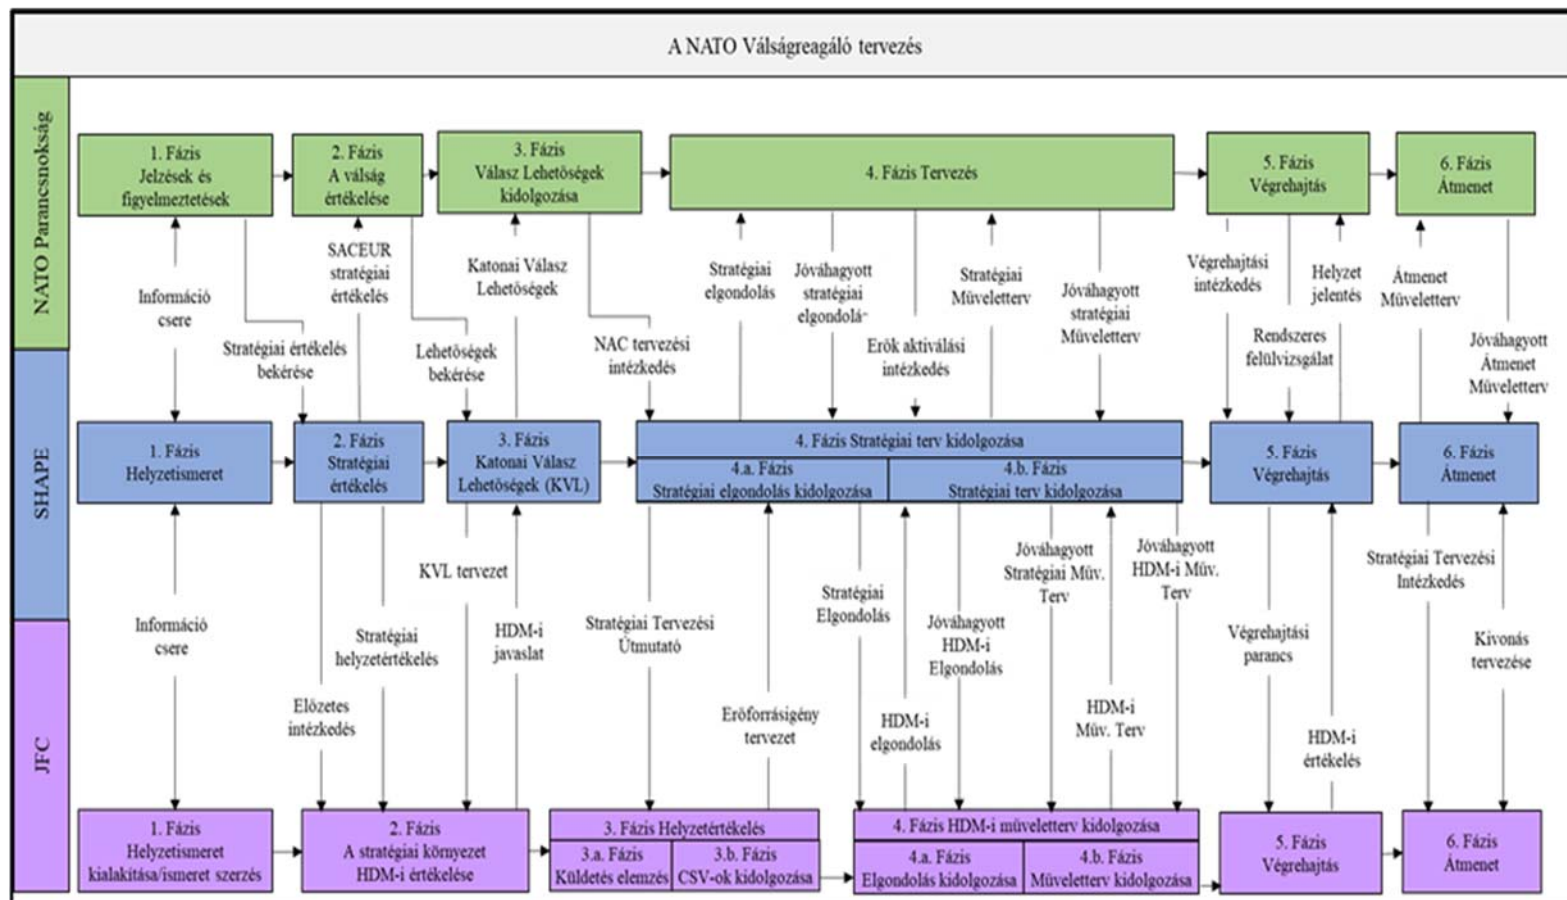 A NATO Válságreagáló tervezés
NATO Parancsnokság
1. Fázis
Jelzések és
figyelmeztetések
2. Fázis
A válság
értékelése
3. Fázis
Válasz Lehetőségek
kidolgozása
4. Fázis Tervezés
5. Fázis
Végrehajtás
6. Fázis
Átmenet
Információ
csere
Stratégiai értékelés
bekérése
SACEUR
stratégiai
értékelés
Lehetőségek
bekérése
Katonai Válasz
Lehetőségek
NAC tervezési
intézkedés
Stratégiai
elgondolás
Jóváhagyott
stratégiai
Erők aktiválási
intézkedés
Stratégiai
Műveletterv
Jóváhagyott
stratégiai
Műveletterv
Végrehajtási
intézkedés
Rendszeres
felülvizsgálat
Helyzet
jelentés
Átmenet
Műveletterv
Jóváhagyott
Átmenet
Műveletterv
SHAPE
1. Fázis
Helyzetismeret
2. Fázis
Stratégiai
értékelés
3. Fázis
Katonai Válasz
Lehetőségek (KVL)
4. Fázis Stratégiai terv kidolgozása
4.a. Fázis
Stratégiai elgondolás kidolgozása
4.b. Fázis
Stratégiai terv kidolgozása
5. Fázis
Végrehajtás
6. Fázis
Átmenet
Információ
csere
Előzetes
intézkedés
Stratégiai
helyzetértékelés
KVL tervezet
HDM-i
javaslat
Stratégiai Tervezési
Útmutató
Erőforrásigény
tervezet
Stratégiai
Elgondolás
HDM-i
elgondolás
Jóváhagyott
HDM-i
Elgondolás
Jóváhagyott
Stratégiai Műv.
Terv
HDM-i
Műv. Terv
Jóváhagyott
HDM-i Műv.
Terv
Végrehajtási
parancs
HDM-i
értékelés
Stratégiai Tervezési
Intézkedés
Kivonás
tervezése
JFC
1. Fázis
Helyzetismeret
kialakítása/ismeret szerzés
2. Fázis
A stratégiai környezet
HDM-i értékelése
3. Fázis Helyzetértékelés
3.a. Fázis
Küldetés elemzés
3.b. Fázis
CSV-ok kidolgozása
4. Fázis HDM-i műveletterv kidolgozása
4.a. Fázis
Elgondolás kidolgozása
4.b. Fázis
Műveletterv kidolgozása
5. Fázis
Végrehajtás
6. Fázis
Átmenet